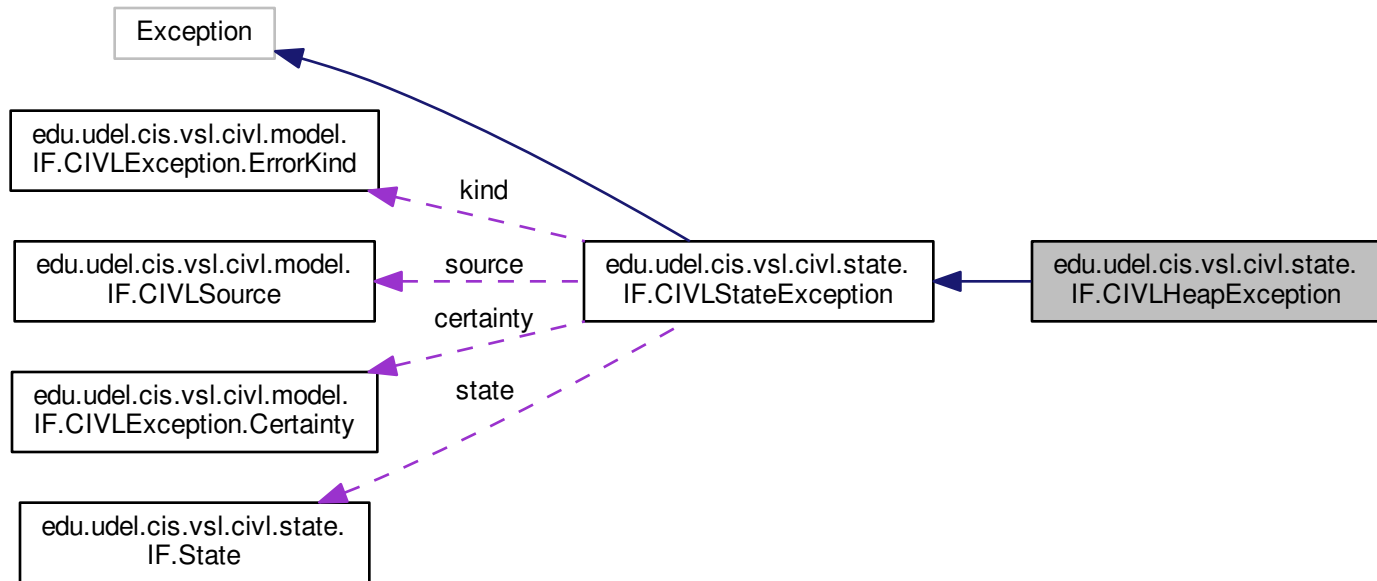 Exception
edu.udel.cis.vsl.civl.model.
IF.CIVLException.ErrorKind
kind
edu.udel.cis.vsl.civl.model.
IF.CIVLSource
source
edu.udel.cis.vsl.civl.state.
IF.CIVLStateException
edu.udel.cis.vsl.civl.state.
IF.CIVLHeapException
certainty
edu.udel.cis.vsl.civl.model.
IF.CIVLException.Certainty
state
edu.udel.cis.vsl.civl.state.
IF.State